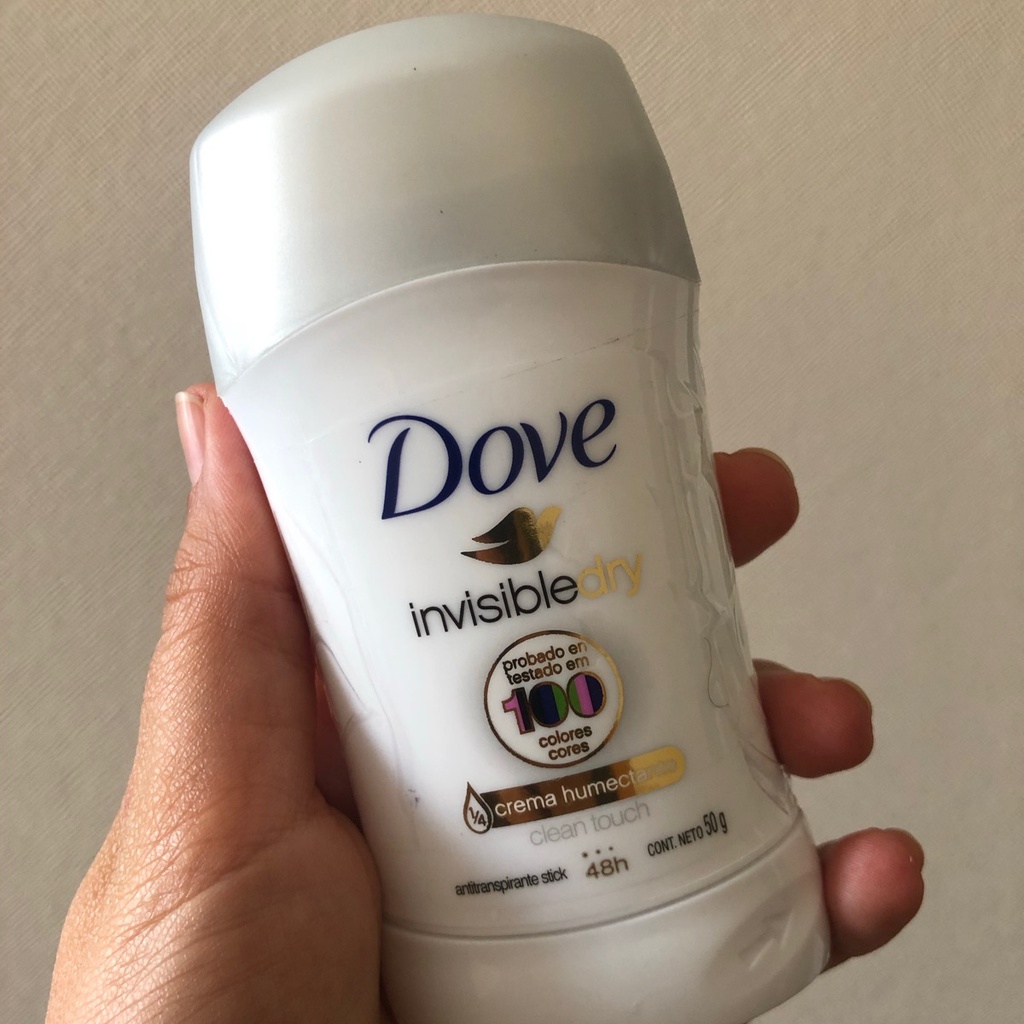 Dove
invisibledry
probado en
testado em
100
colores
cores
1/4 crema humectante
clean touch
antitranspirante stick 48h CONT. NETO 50 g